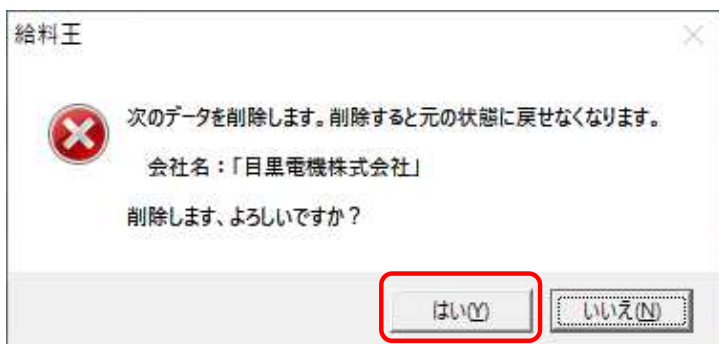 給料王
次のデータを削除します。削除すると元の状態に戻せなくなります。
会社名：「目黒電機株式会社」
削除します、よろしいですか？
はい(Y) いいえ(N)